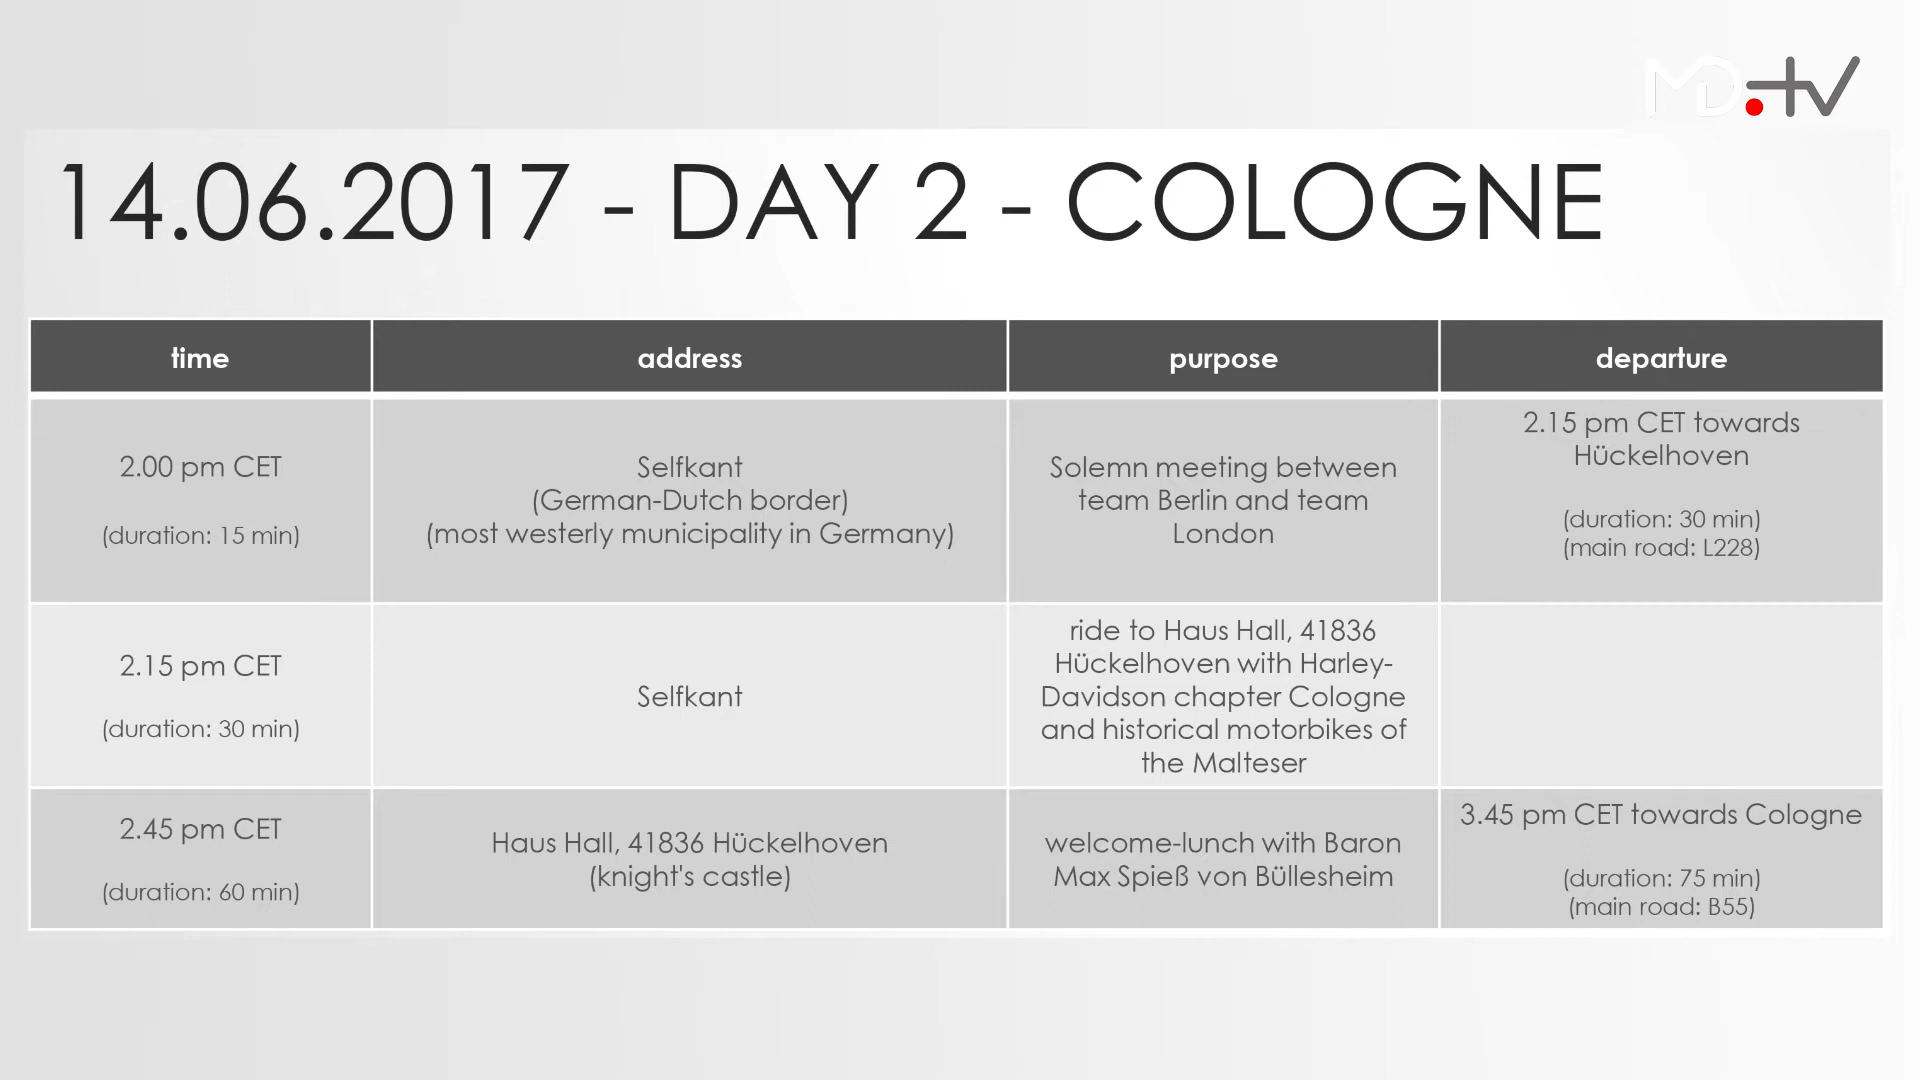 MD.tv
14.06.2017 - DAY 2 - COLOGNE
time
address
purpose
departure
2.00 pm CET
(duration: 15 min)
Selfkant
(German-Dutch border)
(most westerly municipality in Germany)
Solemn meeting between
team Berlin and team
London
2.15 pm CET towards
Hückelhoven
(duration: 30 min)
(main road: L228)
2.15 pm CET
(duration: 30 min)
Selfkant
ride to Haus Hall, 41836
Hückelhoven with Harley-
Davidson chapter Cologne
and historical motorbikes of
the Malteser
2.45 pm CET
(duration: 60 min)
Haus Hall, 41836 Hückelhoven
(knight's castle)
welcome-lunch with Baron
Max Spieß von Büllesheim
3.45 pm CET towards Cologne
(duration: 75 min)
(main road: B55)